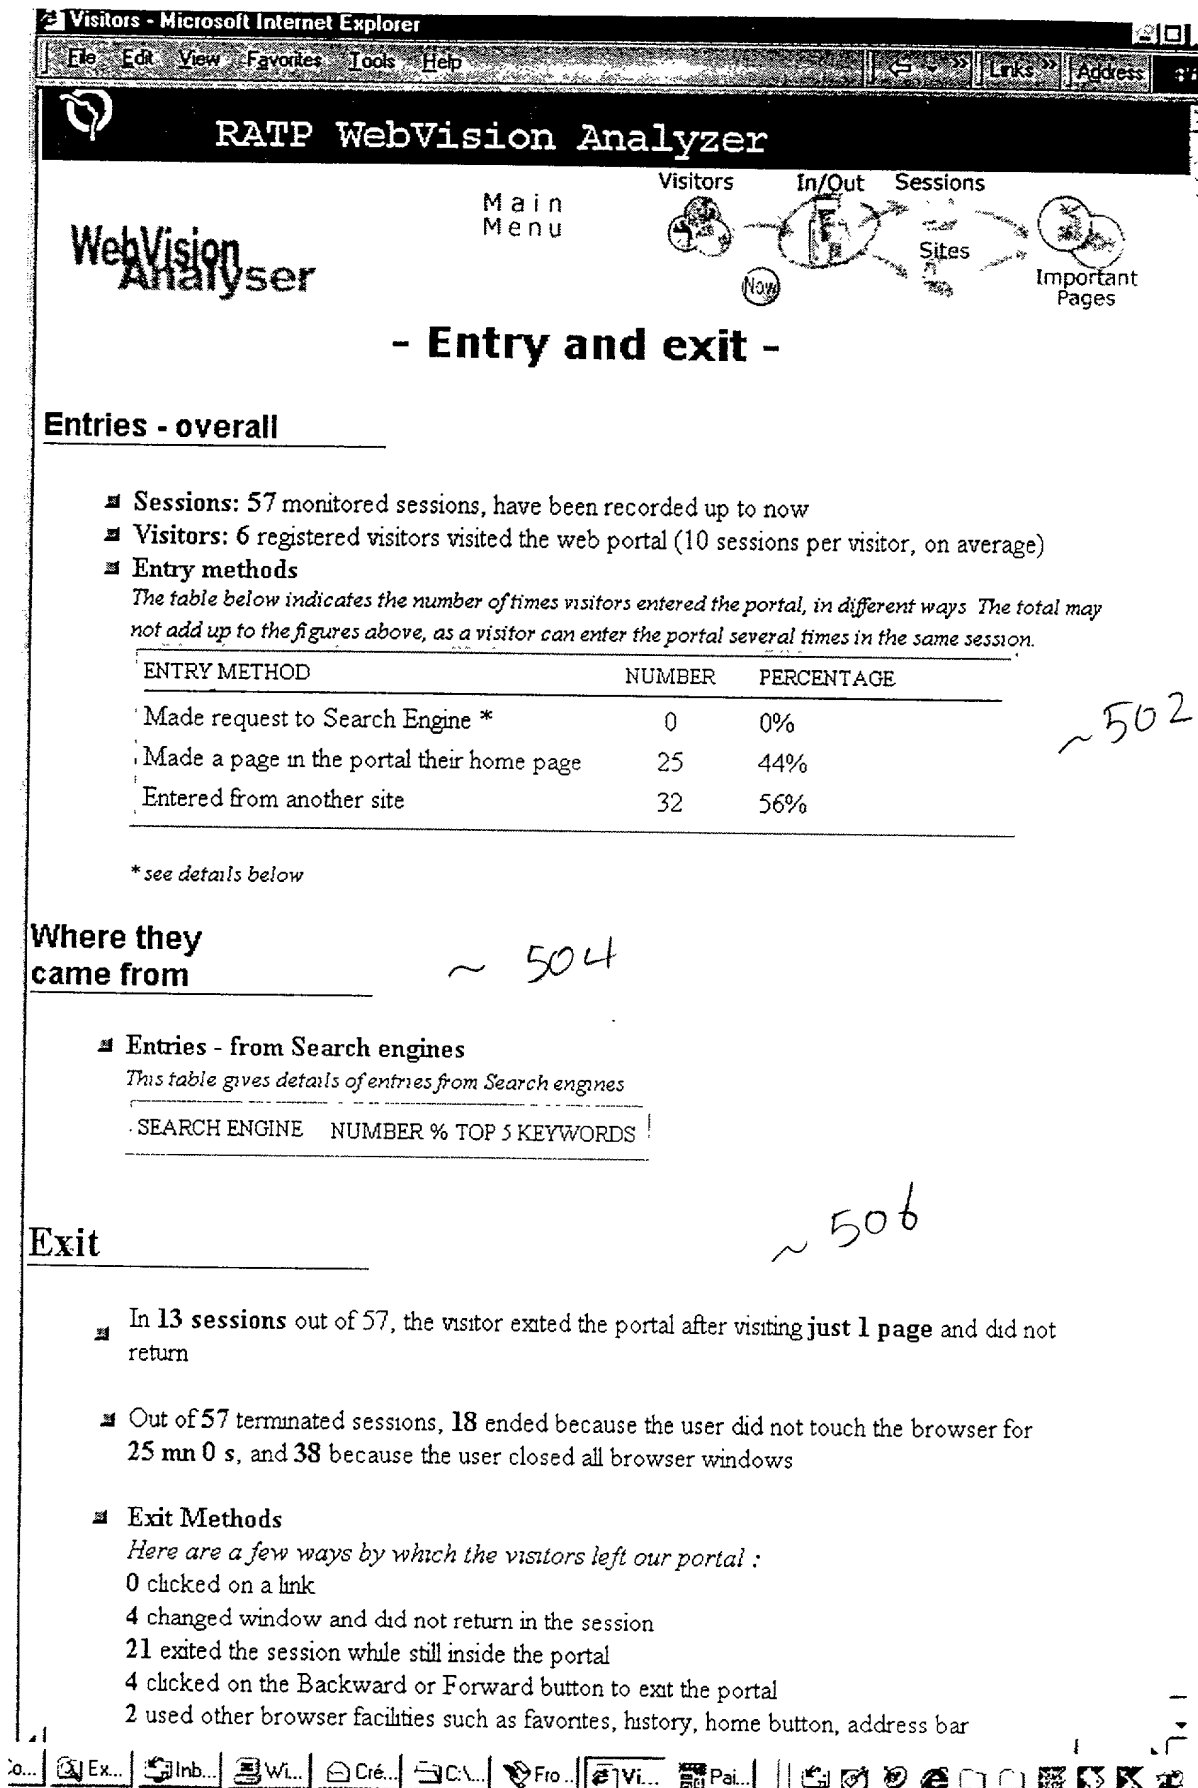 Visitors - Microsoft Internet Explorer
File Edit View Favorites Tools Help Links Address
RATP WebVision Analyzer
Main
Menu
Visitors In/Out Sessions
Sites
Now
Important
Pages
WebVision
Analyser
- Entry and exit -
Entries - overall
Sessions: 57 monitored sessions, have been recorded up to now
Visitors: 6 registered visitors visited the web portal (10 sessions per visitor, on average)
Entry methods
The table below indicates the number of times visitors entered the portal, in different ways The total may
not add up to the figures above, as a visitor can enter the portal several times in the same session.
ENTRY METHOD NUMBER PERCENTAGE
Made request to Search Engine * 0 0%
Made a page in the portal their home page 25 44%
Entered from another site 32 56%
~502
* see details below
Where they
came from
~ 504
Entries - from Search engines
This table gives details of entries from Search engines
SEARCH ENGINE NUMBER % TOP 5 KEYWORDS
~ 506
Exit
In 13 sessions out of 57, the visitor exited the portal after visiting just 1 page and did not
return
Out of 57 terminated sessions, 18 ended because the user did not touch the browser for
25 mn 0 s, and 38 because the user closed all browser windows
Exit Methods
Here are a few ways by which the visitors left our portal :
0 clicked on a link
4 changed window and did not return in the session
21 exited the session while still inside the portal
4 clicked on the Backward or Forward button to exit the portal
2 used other browser facilities such as favorites, history, home button, address bar
Ex... Inb... Wi... Cré... C:\... Fro.. Vi... Pai...